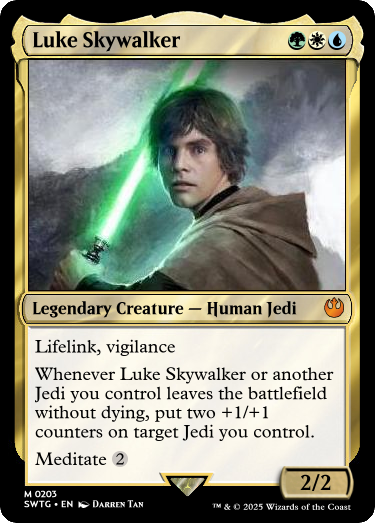 Luke Skywalker
Legendary Creature — Human Jedi
Lifelink, vigilance
Whenever Luke Skywalker or another
Jedi you control leaves the battlefield
without dying, put two +1/+1
counters on target Jedi you control.
Meditate 2
2/2
M 0203
SWTG • EN Darren Tan
™ & © 2025 Wizards of the Coast